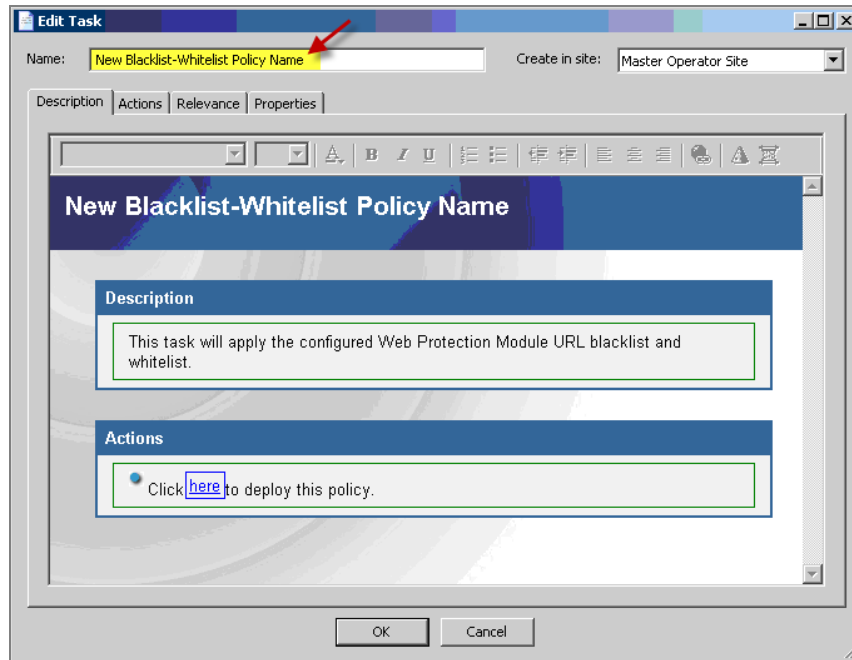 Edit Task
Name: New Blacklist-Whitelist Policy Name Create in site: Master Operator Site
Description Actions Relevance Properties
A B I U
New Blacklist-Whitelist Policy Name
Description
This task will apply the configured Web Protection Module URL blacklist and
whitelist.
Actions
Click here to deploy this policy.
OK Cancel